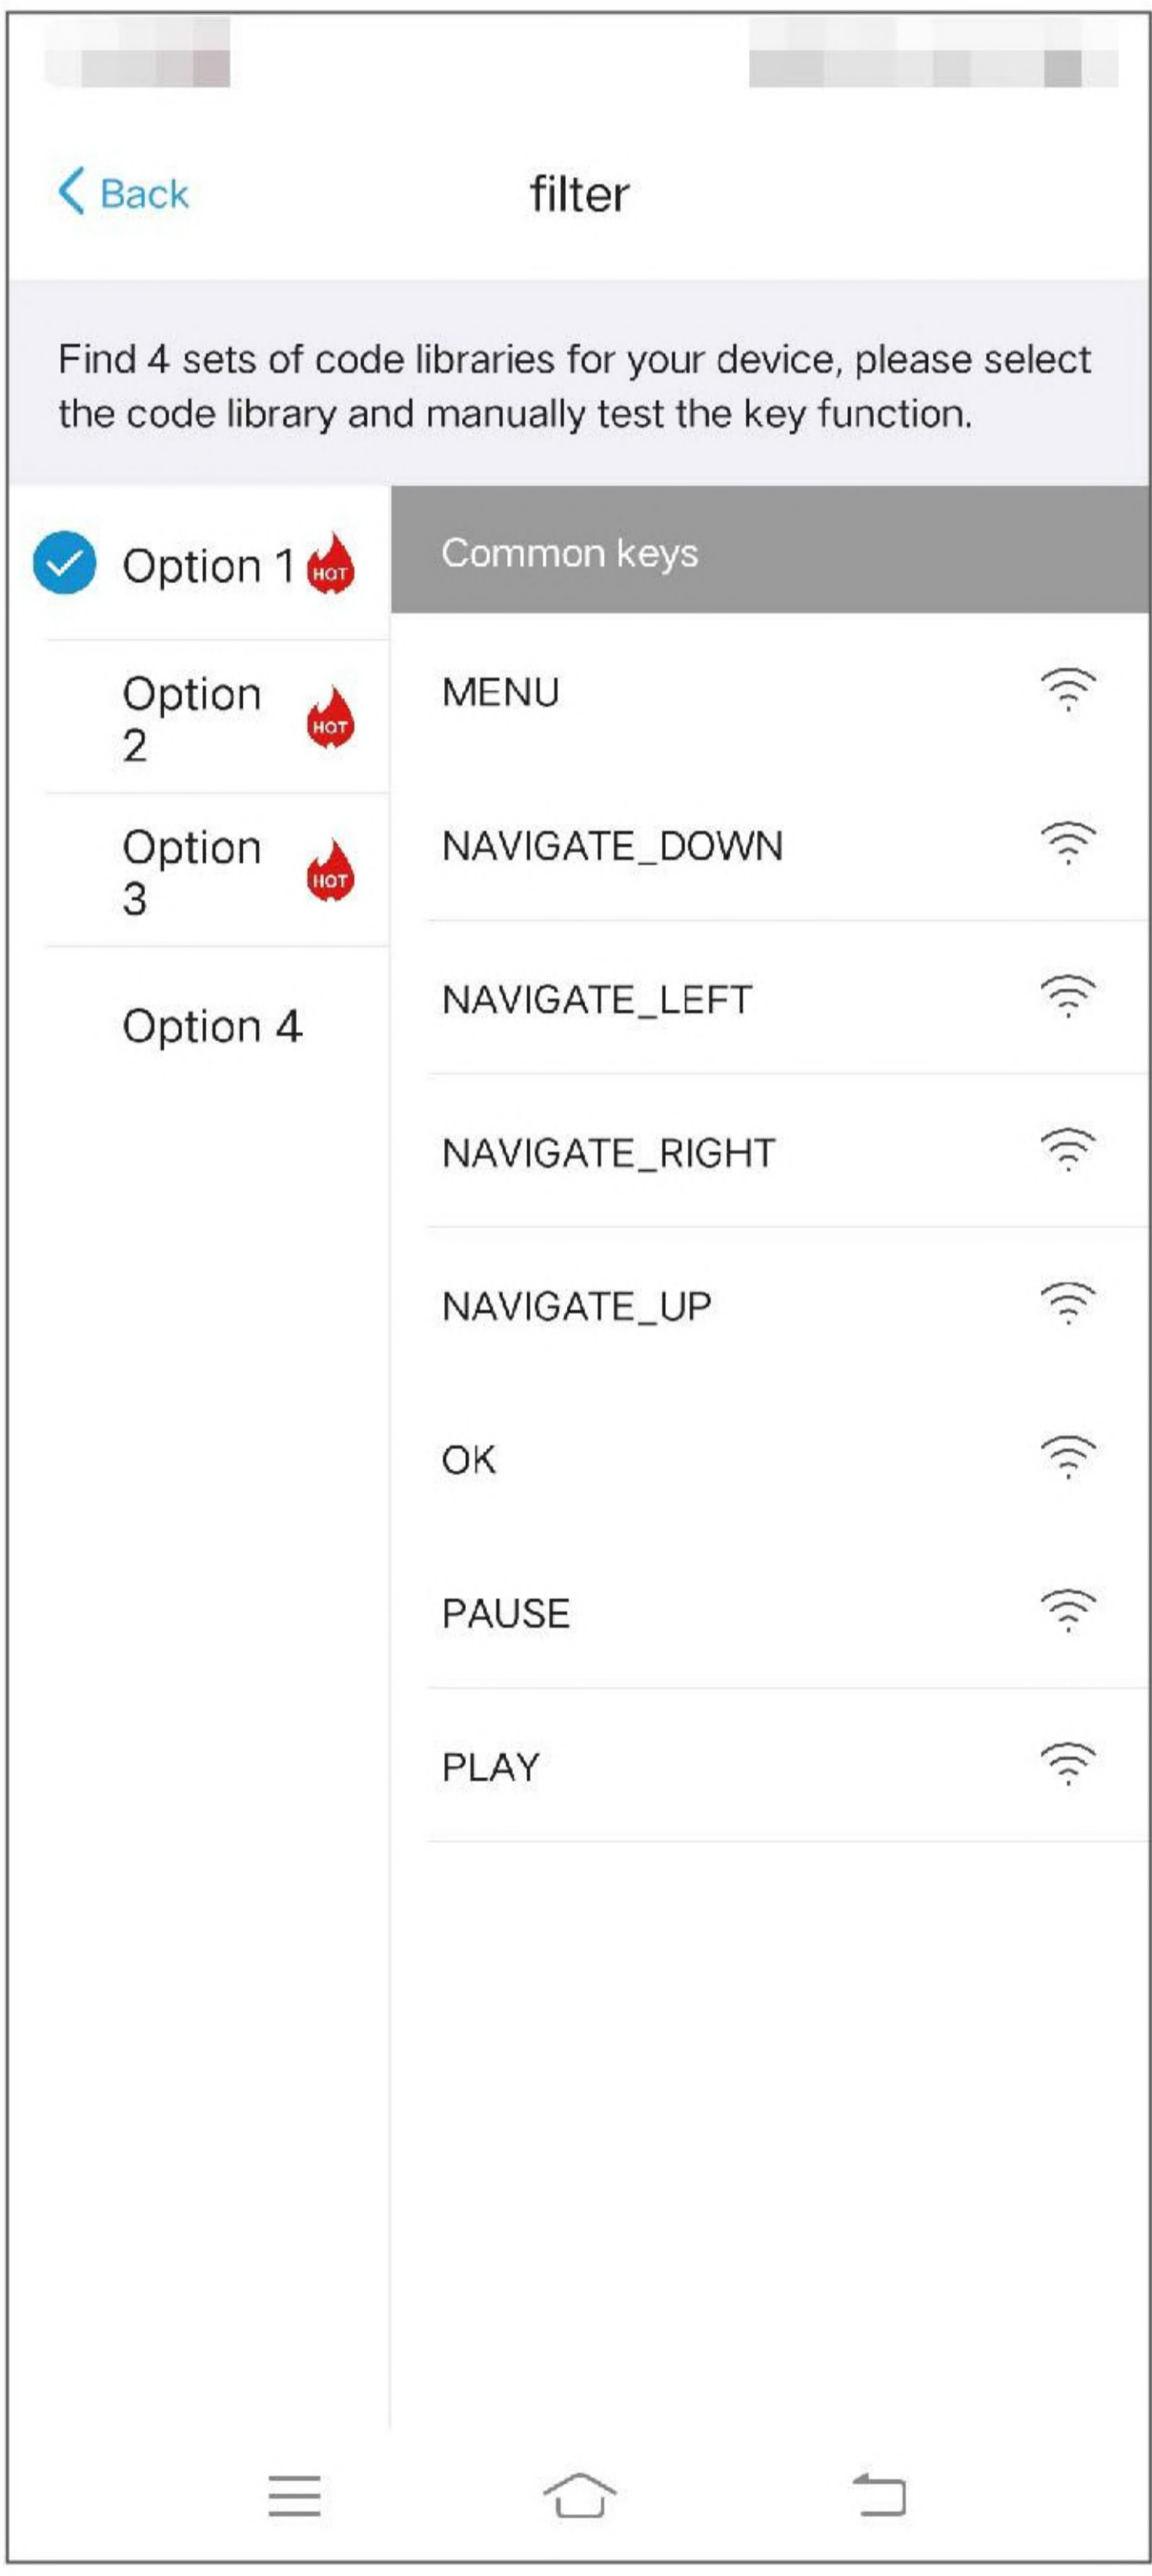 Back
filter
Find 4 sets of code libraries for your device, please select
the code library and manually test the key function.
Option 1
HOT
Option
2
HOT
Option
3
HOT
Option 4
Common keys
MENU
NAVIGATE_DOWN
NAVIGATE_LEFT
NAVIGATE_RIGHT
NAVIGATE_UP
OK
PAUSE
PLAY